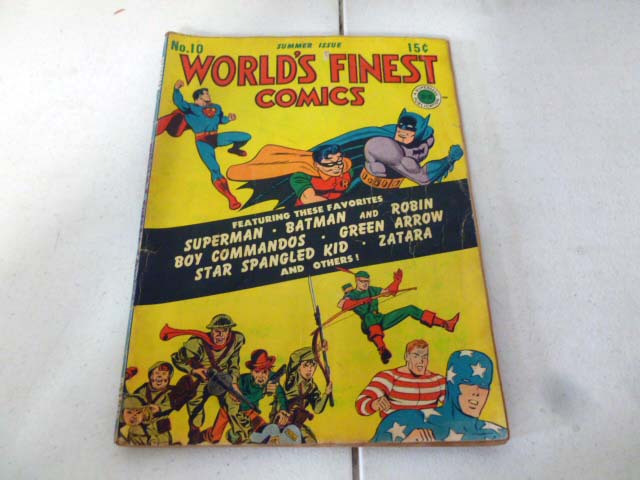 No.10
SUMMER ISSUE
15¢
WORLD'S FINEST
COMICS
FEATURING THESE FAVORITES
SUPERMAN · BATMAN AND ROBIN
BOY COMMANDOS · GREEN ARROW
STAR SPANGLED KID · ZATARA
AND OTHERS!